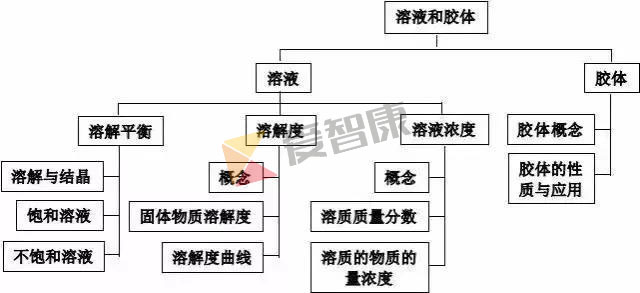 溶液和胶体
溶液
胶体
爱智康
溶解平衡
溶解度
溶液浓度
胶体概念
溶解与结晶
概念
概念
胶体的性
质与应用
饱和溶液
固体物质溶解度
溶质质量分数
不饱和溶液
溶解度曲线
溶质的物质的
量浓度